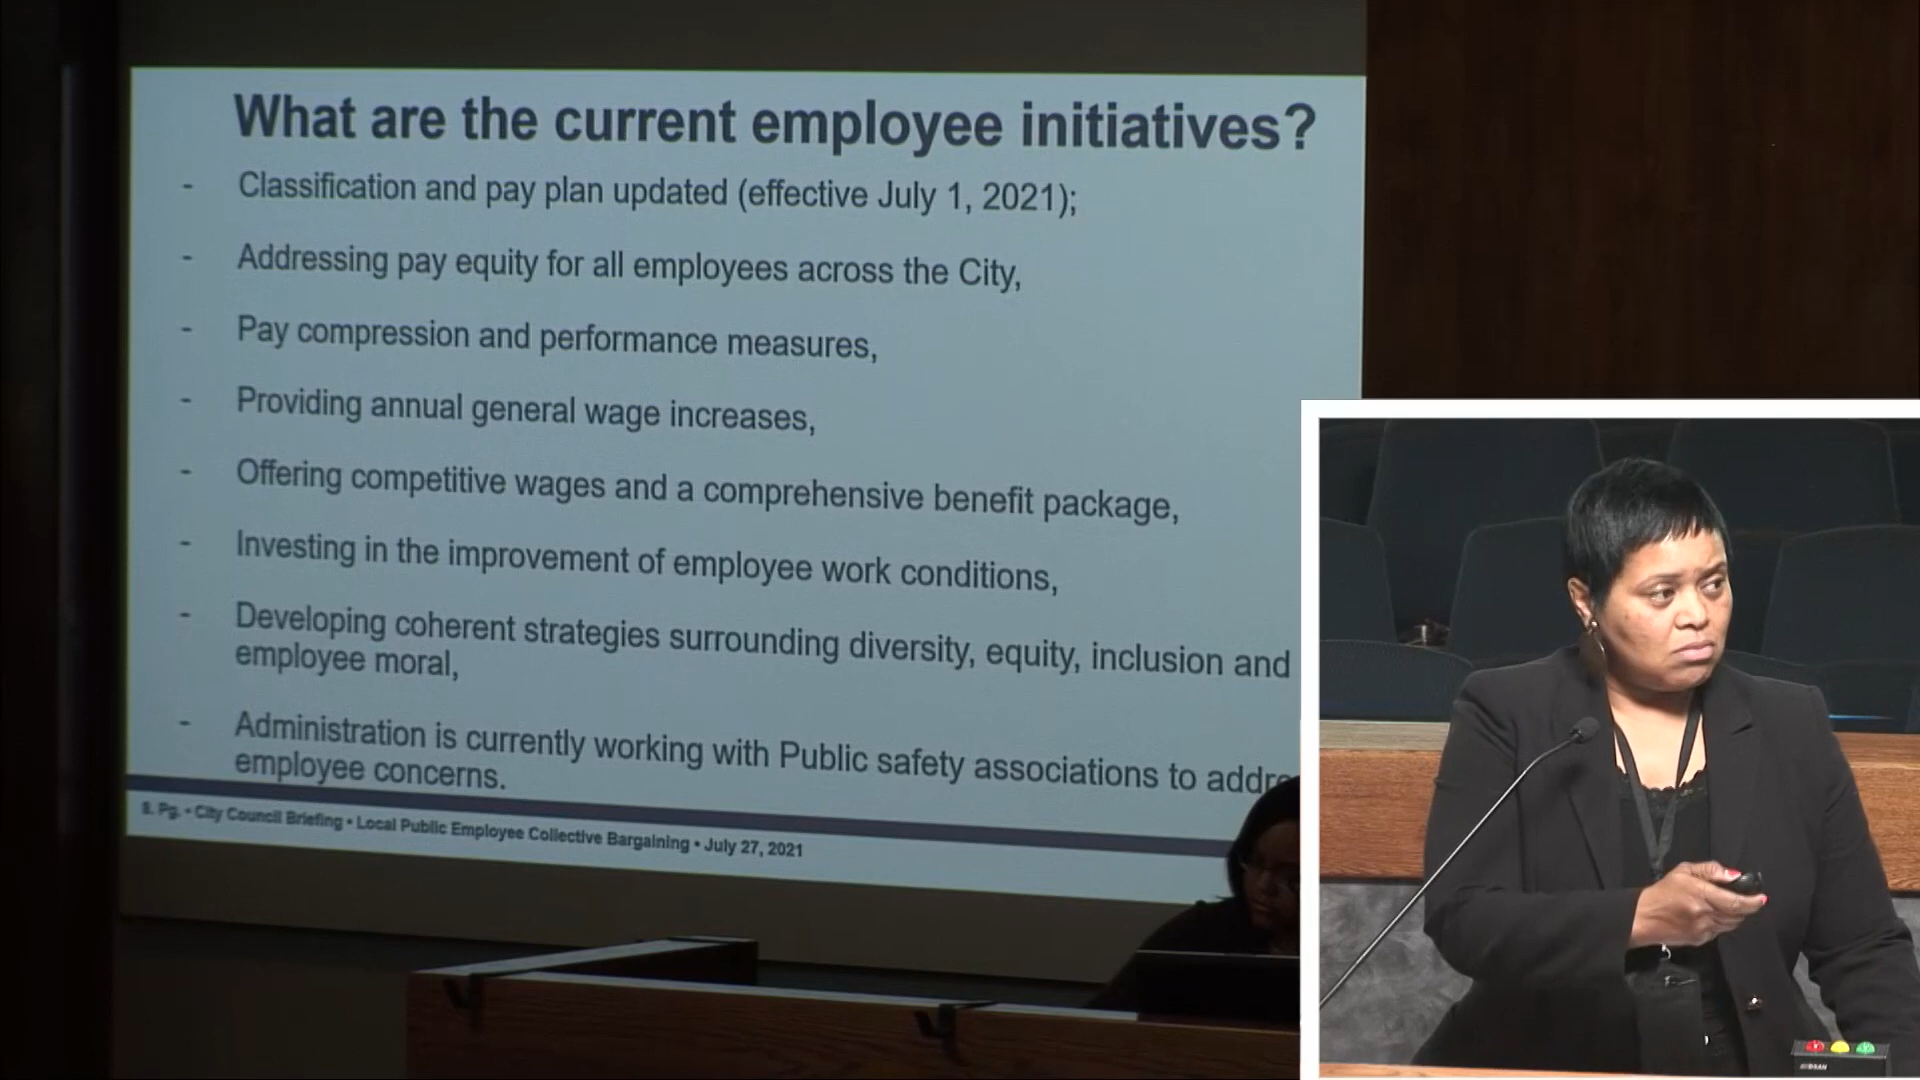 What are the current employee initiatives?
- Classification and pay plan updated (effective July 1, 2021);
- Addressing pay equity for all employees across the City,
- Pay compression and performance measures,
- Providing annual general wage increases,
- Offering competitive wages and a comprehensive benefit package,
- Investing in the improvement of employee work conditions,
- Developing coherent strategies surrounding diversity, equity, inclusion and
employee moral,
- Administration is currently working with Public safety associations to addre
employee concerns.
8. Pg. • City Council Briefing • Local Public Employee Collective Bargaining • July 27, 2021